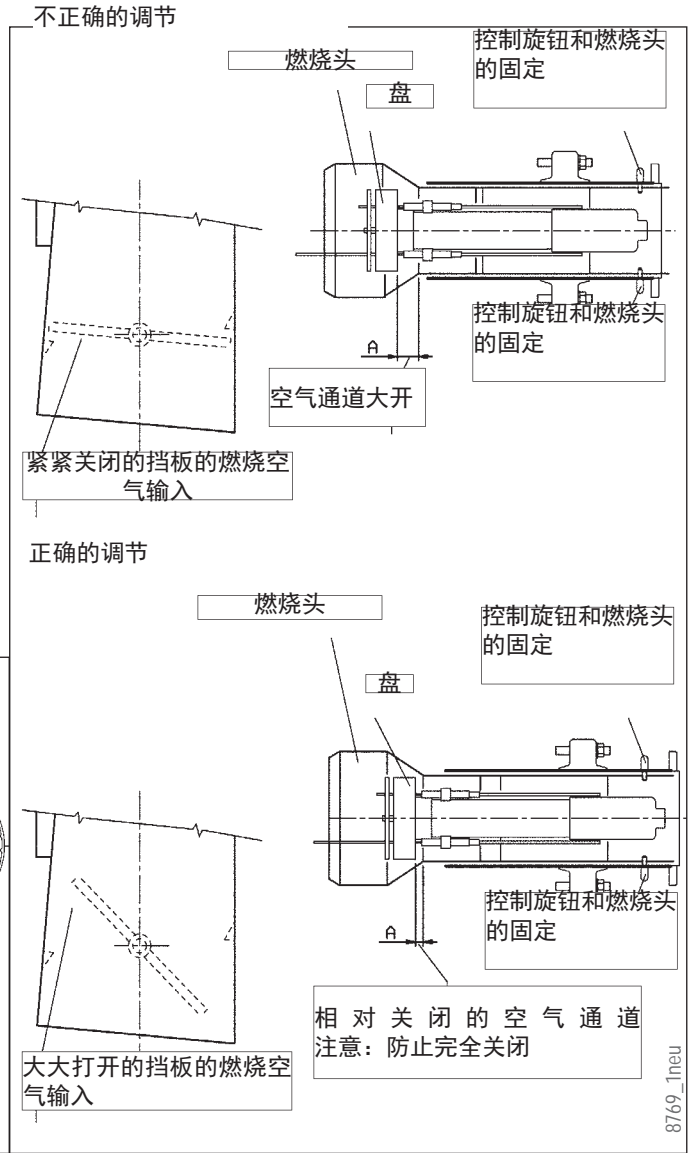 不正确的调节
控制旋钮和燃烧头
的固定
燃烧头
盘
控制旋钮和燃烧头
的固定
A
空气通道大开
紧紧关闭的挡板的燃烧空
气输入
正确的调节
燃烧头
控制旋钮和燃烧头
的固定
盘
控制旋钮和燃烧头
的固定
A
相对关闭的空气通道
注意：防止完全关闭
大大打开的挡板的燃烧空
气输入
8769_1neu